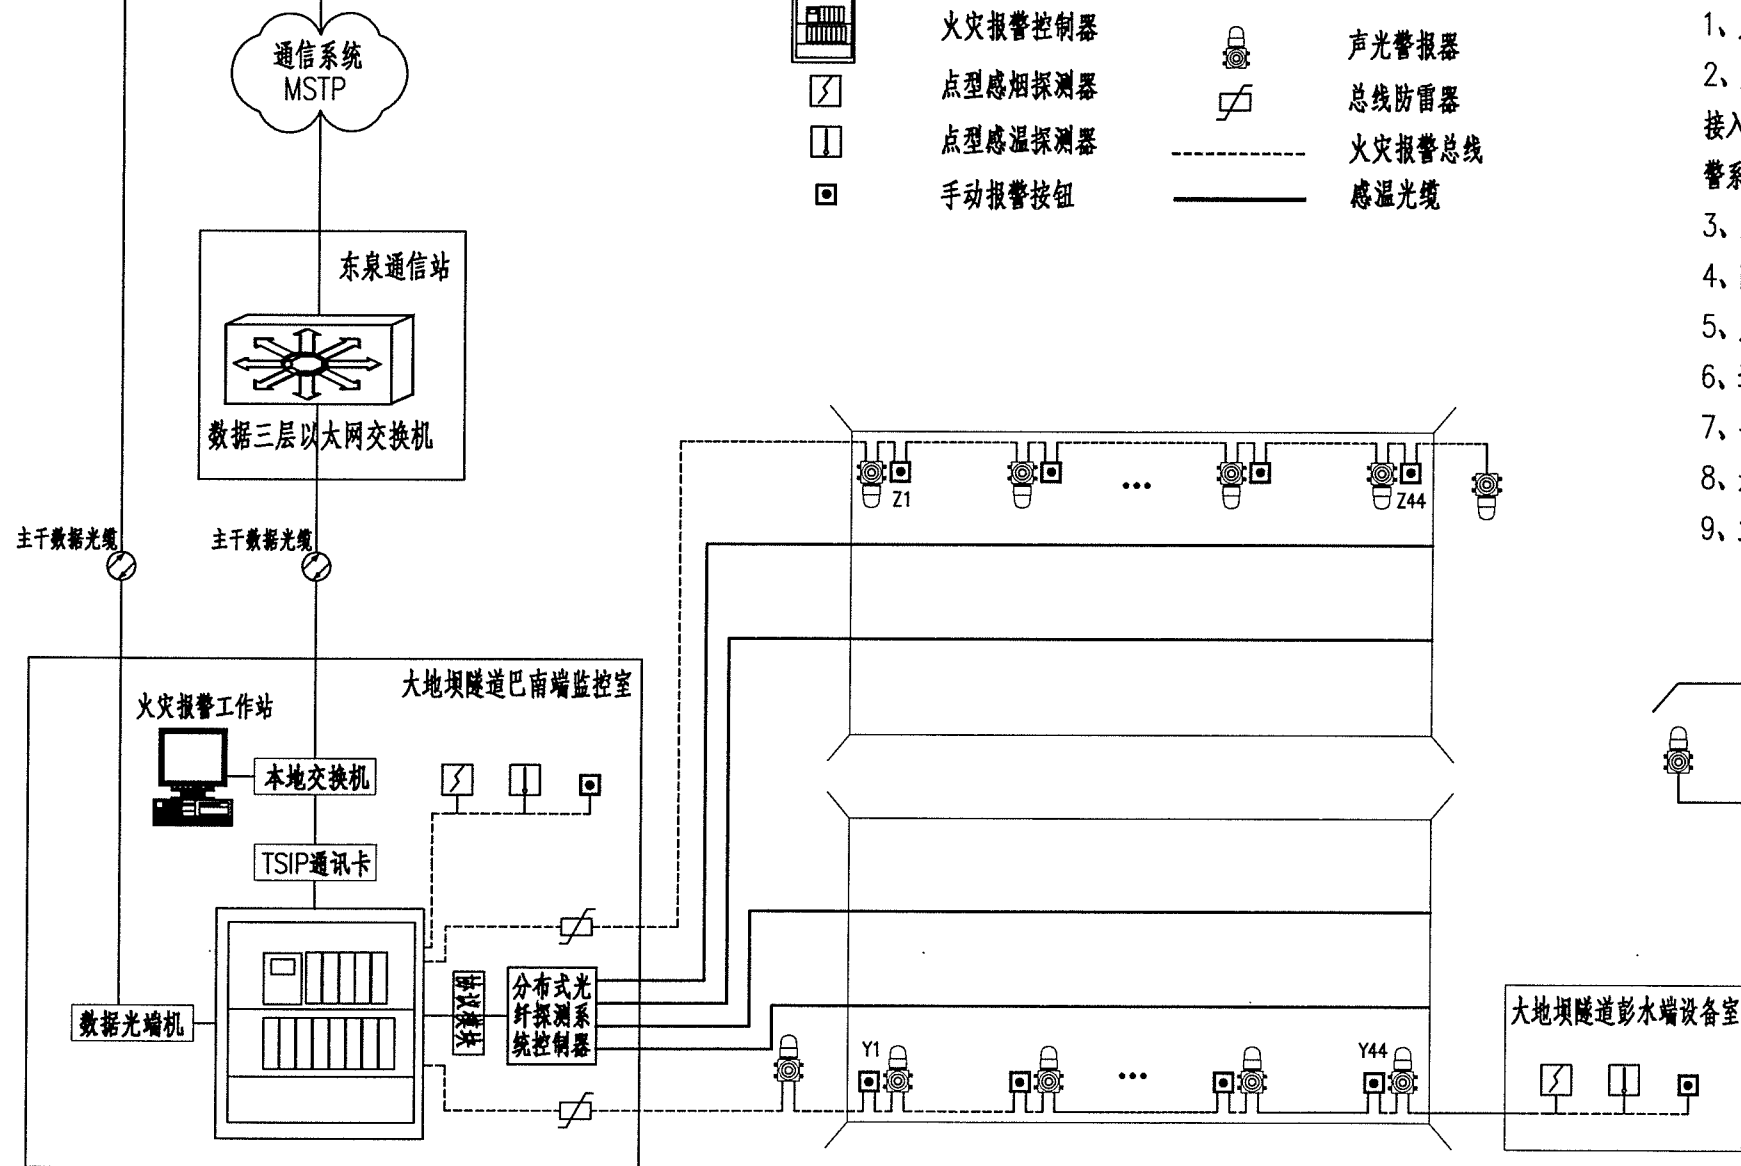 通信系统
MSTP
东泉通信站
数据三层以太网交换机
主干数据光缆
主干数据光缆
火灾报警控制器
点型感烟探测器
点型感温探测器
手动报警按钮
声光警报器
总线防雷器
火灾报警总线
感温光缆
1、
2、
接入
警系
3、
4、
5、
6、
7、
8、
9、
Z1
Z44
大地坝隧道巴南端监控室
火灾报警工作站
本地交换机
TSIP通讯卡
数据光端机
协议模块
分布式光
纤探测系
统控制器
Y1
Y44
大地坝隧道彭水端设备室